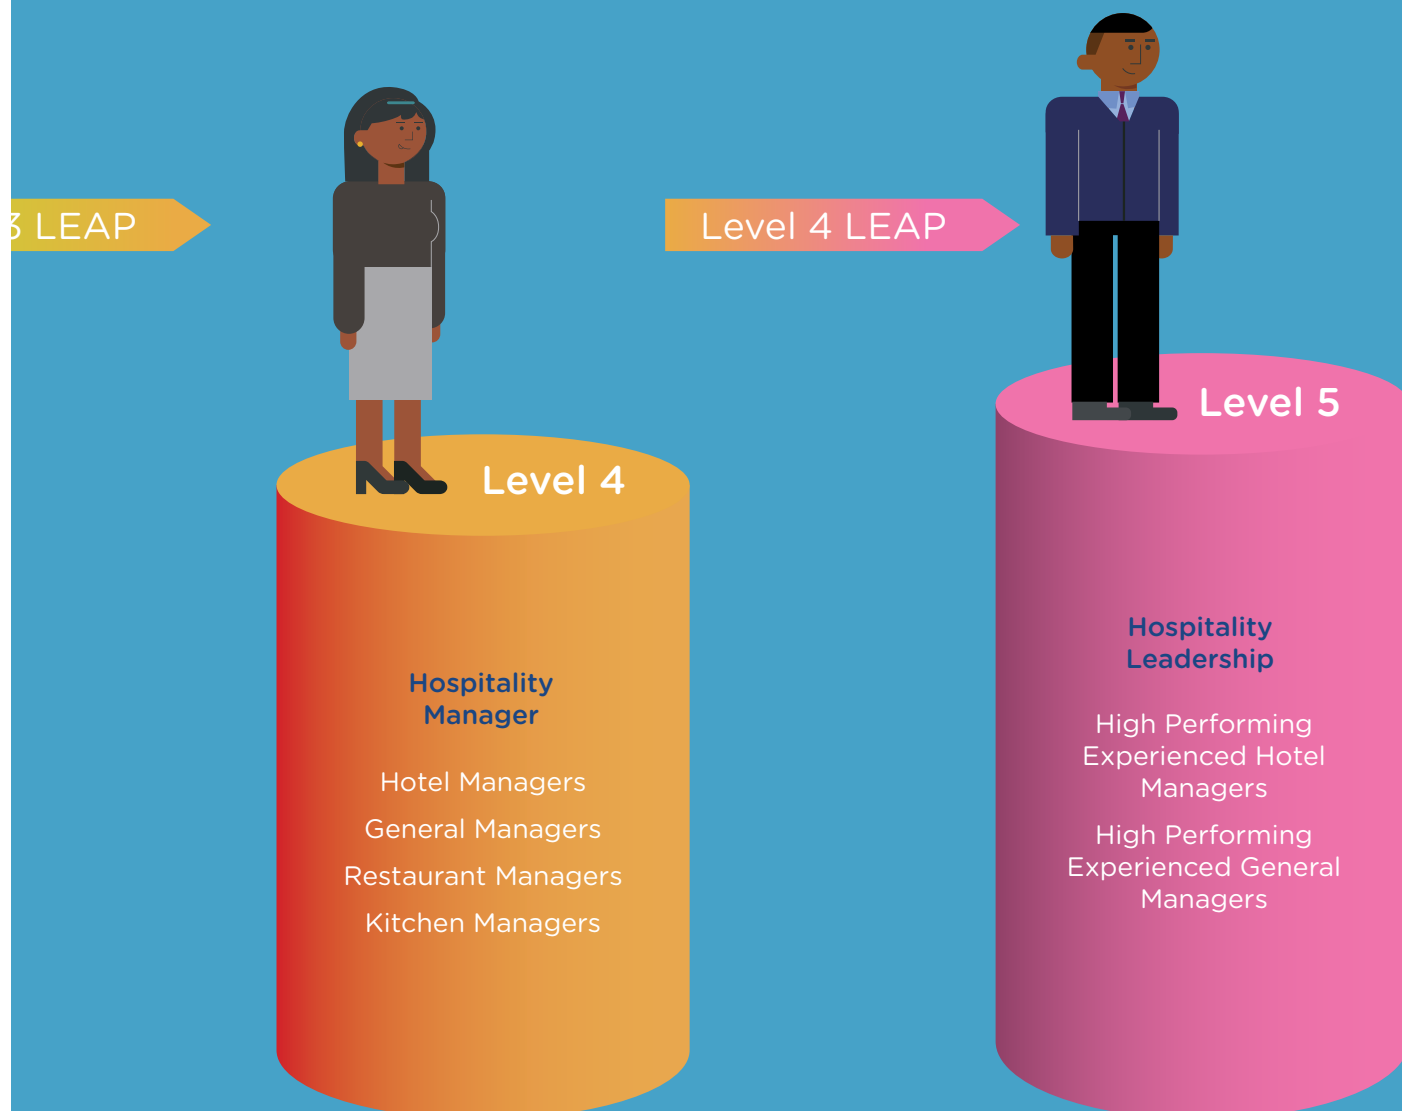 3 LEAP
Level 4 LEAP
Level 4
Hospitality
Manager
Hotel Managers
General Managers
Restaurant Managers
Kitchen Managers
Level 5
Hospitality
Leadership
High Performing
Experienced Hotel
Managers
High Performing
Experienced General
Managers